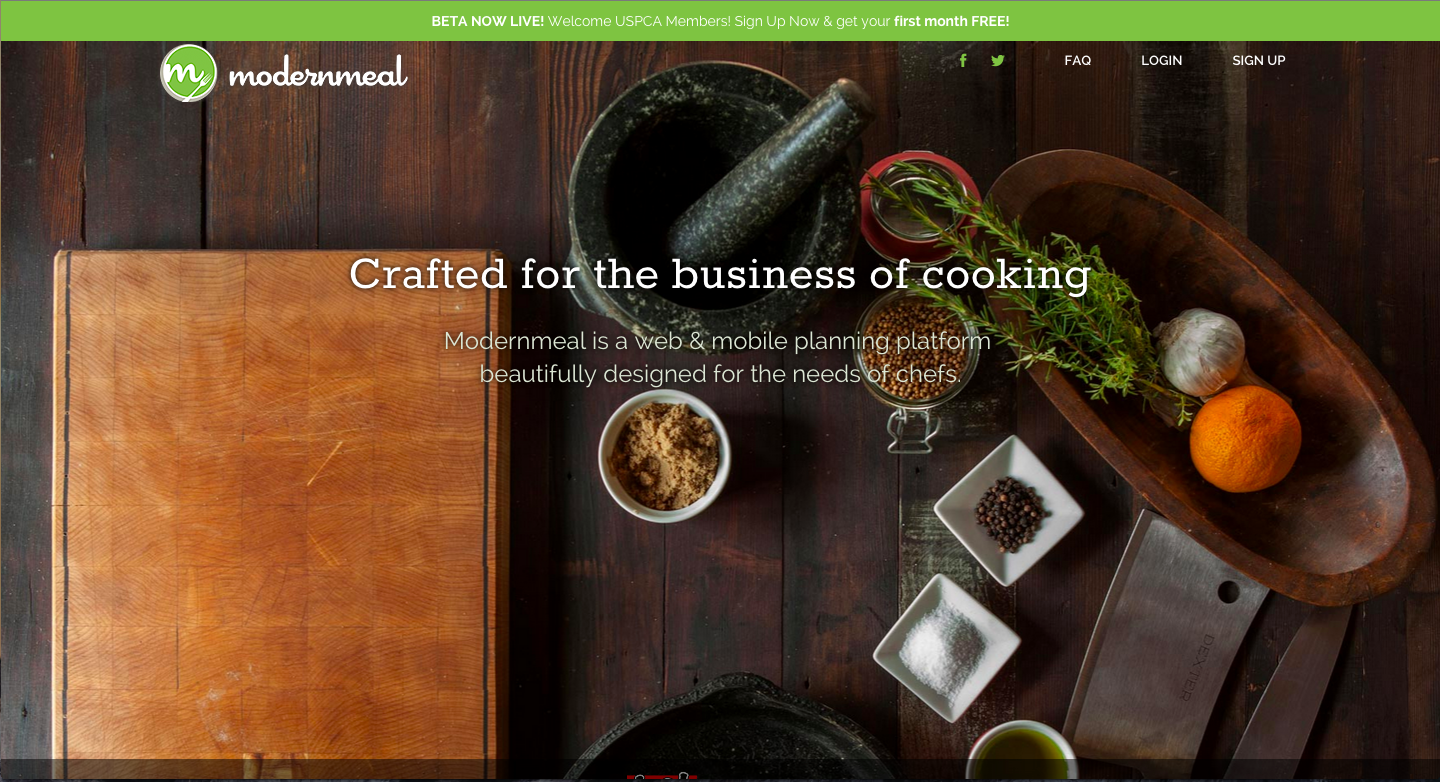 BETA NOW LIVE! Welcome USPCA Members! Sign Up Now & get your first month FREE!
m modernmeal
FAQ LOGIN SIGN UP
Crafted for the business of cooking
Modernmeal is a web & mobile planning platform
beautifully designed for the needs of chefs.
DEXTER